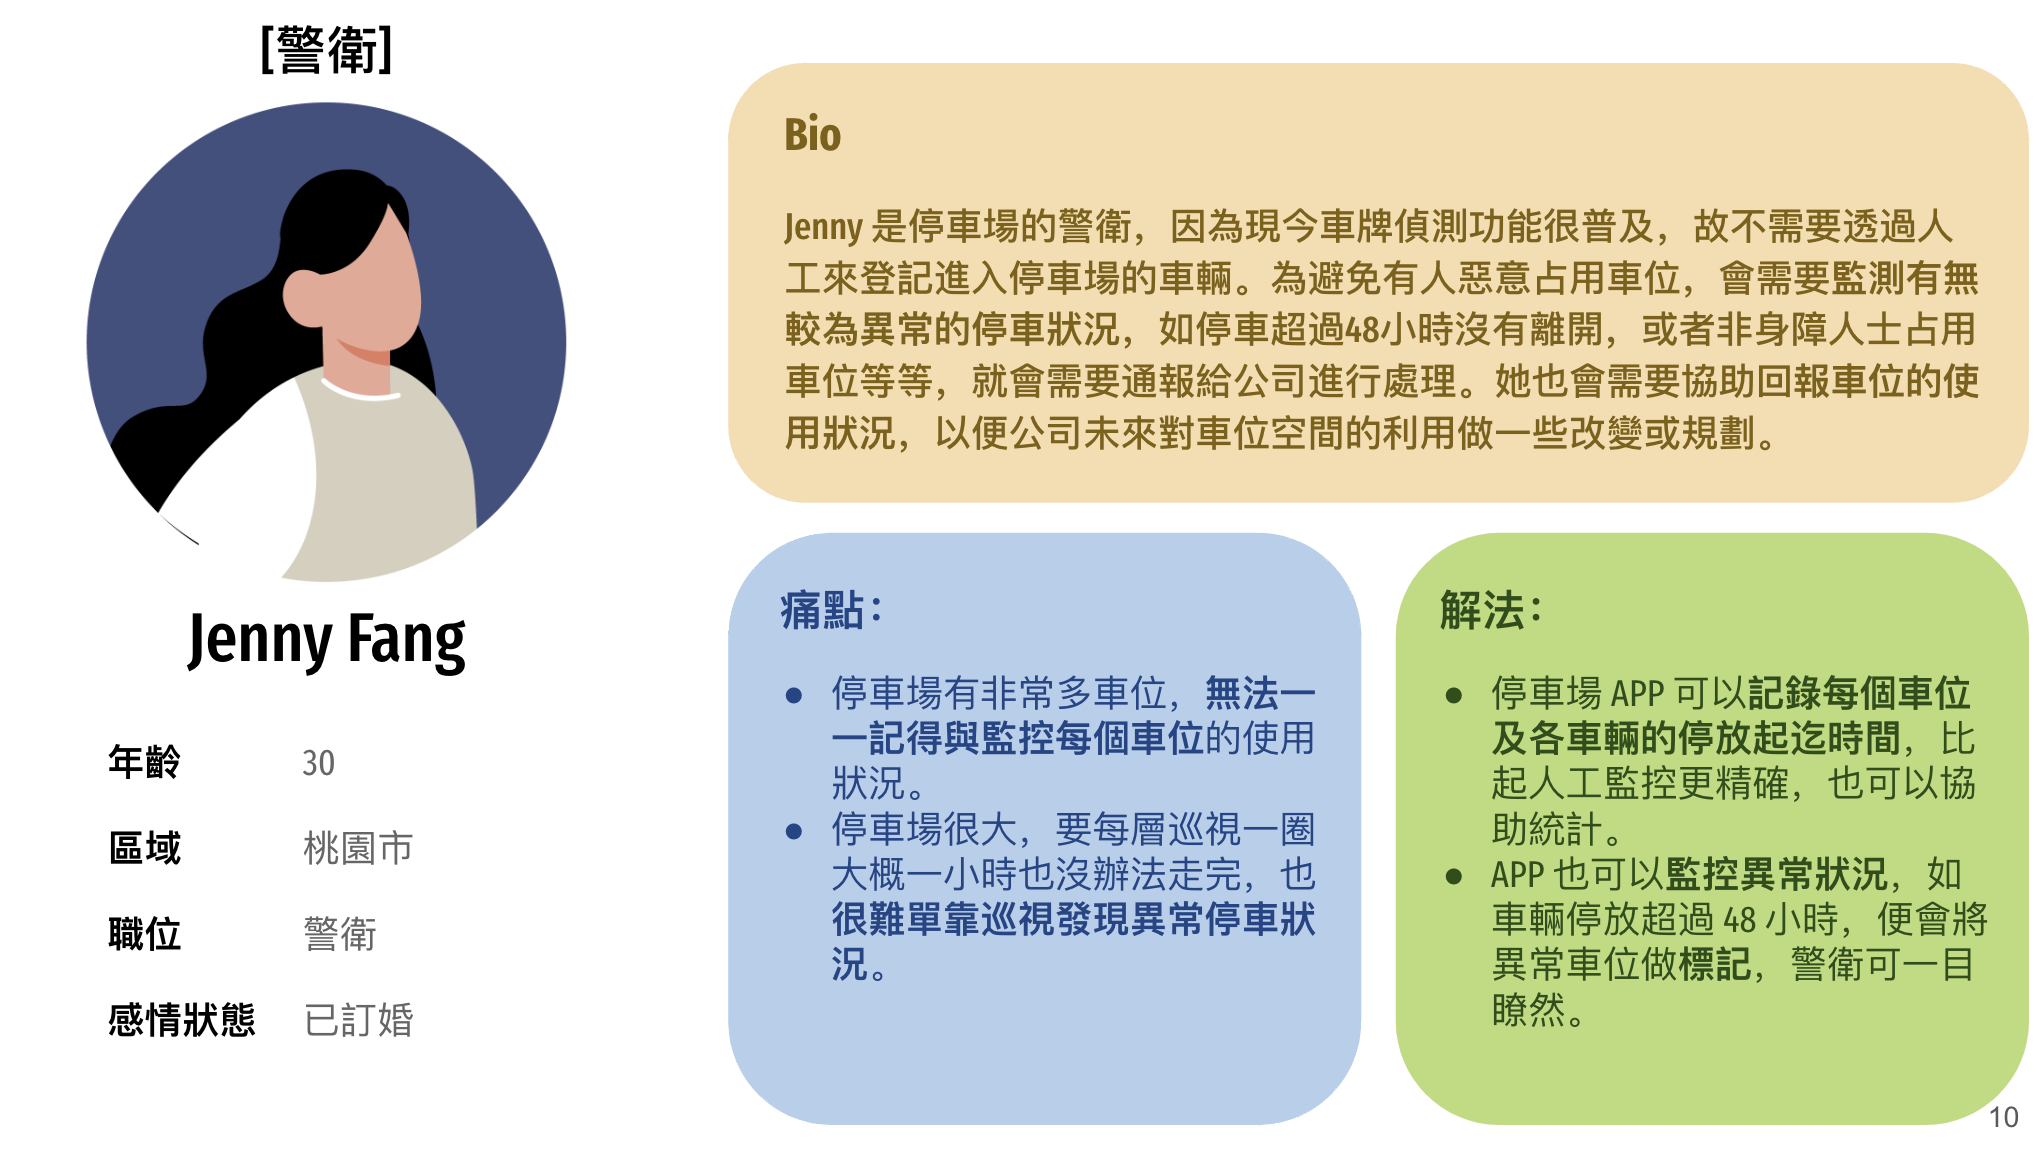 [警衛]
Jenny Fang
年齡 30
區域 桃園市
職位 警衛
感情狀態 已訂婚
Bio
Jenny 是停車場的警衛，因為現今車牌偵測功能很普及，故不需要透過人
工來登記進入停車場的車輛。為避免有人惡意占用車位，會需要監測有無
較為異常的停車狀況，如停車超過48小時沒有離開，或者非身障人士占用
車位等等，就會需要通報給公司進行處理。她也會需要協助回報車位的使
用狀況，以便公司未來對車位空間的利用做一些改變或規劃。
痛點：
● 停車場有非常多車位，無法一
一記得與監控每個車位的使用
狀況。
● 停車場很大，要每層巡視一圈
大概一小時也沒辦法走完，也
很難單靠巡視發現異常停車狀
況。
解法：
● 停車場 APP 可以記錄每個車位
及各車輛的停放起迄時間，比
起人工監控更精確，也可以協
助統計。
● APP 也可以監控異常狀況，如
車輛停放超過 48 小時，便會將
異常車位做標記，警衛可一目
瞭然。
10